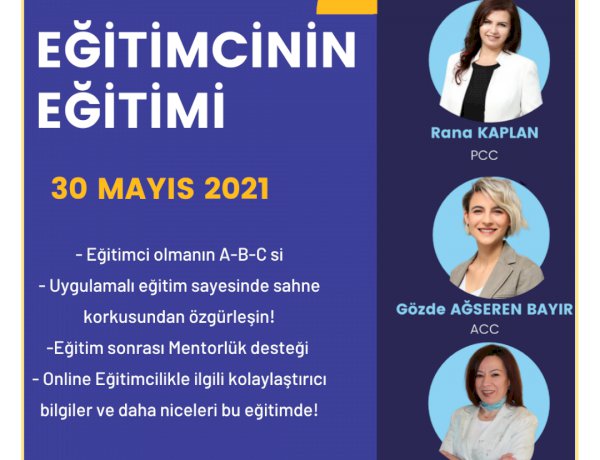 EĞİTİMCİNİN
EĞİTİMİ
30 MAYIS 2021
- Eğitimci olmanın A-B-C si
- Uygulamalı eğitim sayesinde sahne
korkusundan özgürleşin!
-Eğitim sonrası Mentorlük desteği
- Online Eğitimcilikle ilgili kolaylaştırıcı
bilgiler ve daha niceleri bu eğitimde!
Rana KAPLAN
PCC
Gözde AĞSEREN BAYIR
ACC